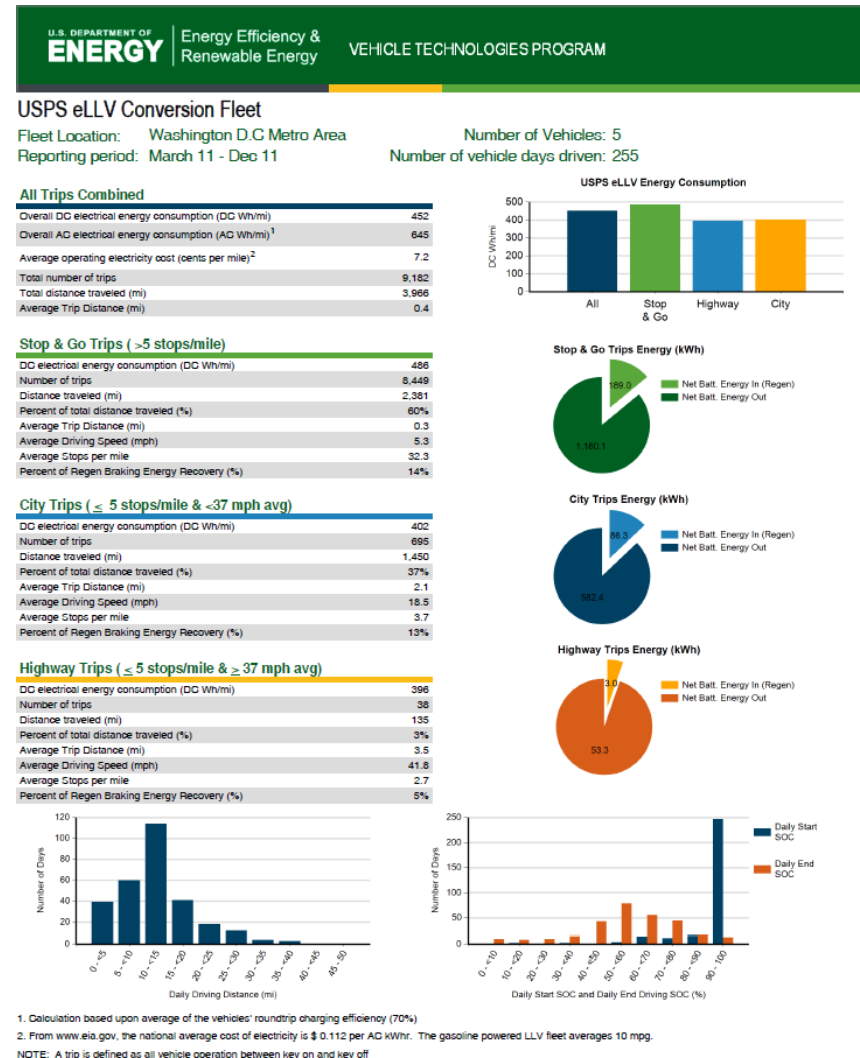 U.S. DEPARTMENT OF
ENERGY
Energy Efficiency &
Renewable Energy
VEHICLE TECHNOLOGIES PROGRAM
USPS eLLV Conversion Fleet
Fleet Location: Washington D.C Metro Area Number of Vehicles: 5
Reporting period: March 11 - Dec 11 Number of vehicle days driven: 255
All Trips Combined
Overall DC electrical energy consumption (DC Wh/mi) 452
Overall AC electrical energy consumption (AC Wh/mi)1 645
Average operating electricity cost (cents per mile)2 7.2
Total number of trips 9,182
Total distance traveled (mi) 3,966
Average Trip Distance (mi) 0.4
USPS eLLV Energy Consumption
DC Wh/mi
500
400
300
200
100
0
All
Stop
& Go
Highway
City
Stop & Go Trips ( >5 stops/mile)
DC electrical energy consumption (DC Wh/mi) 486
Number of trips 8,449
Distance traveled (mi) 2,381
Percent of total distance traveled (%) 60%
Average Trip Distance (mi) 0.3
Average Driving Speed (mph) 5.3
Average Stops per mile 32.3
Percent of Regen Braking Energy Recovery (%) 14%
Stop & Go Trips Energy (kWh)
189.0
1,160.1
Net Batt. Energy In (Regen)
Net Batt. Energy Out
City Trips ( ≤ 5 stops/mile & <37 mph avg)
DC electrical energy consumption (DC Wh/mi) 402
Number of trips 695
Distance traveled (mi) 1,450
Percent of total distance traveled (%) 37%
Average Trip Distance (mi) 2.1
Average Driving Speed (mph) 18.5
Average Stops per mile 3.7
Percent of Regen Braking Energy Recovery (%) 13%
City Trips Energy (kWh)
86.3
582.4
Net Batt. Energy In (Regen)
Net Batt. Energy Out
Highway Trips ( ≤ 5 stops/mile & ≥ 37 mph avg)
DC electrical energy consumption (DC Wh/mi) 396
Number of trips 38
Distance traveled (mi) 135
Percent of total distance traveled (%) 3%
Average Trip Distance (mi) 3.5
Average Driving Speed (mph) 41.8
Average Stops per mile 2.7
Percent of Regen Braking Energy Recovery (%) 5%
Highway Trips Energy (kWh)
3.0
53.3
Net Batt. Energy In (Regen)
Net Batt. Energy Out
Number of Days
120
100
80
60
40
20
0
0 - <5
5 - <10
10 - <15
15 - <20
20 - <25
25 - <30
30 - <35
35 - <40
40 - <45
45 - 50
Daily Driving Distance (mi)
Number of Days
250
200
150
100
50
0
0 - <10
10 - <20
20 - <30
30 - <40
40 - <50
50 - <60
60 - <70
70 - <80
80 - <90
90 - 100
Daily Start SOC and Daily End Driving SOC (%)
Daily Start
SOC
Daily End
SOC
1. Calculation based upon average of the vehicles' roundtrip charging efficiency (70%)
2. From www.eia.gov, the national average cost of electricity is $ 0.112 per AC kWhr. The gasoline powered LLV fleet averages 10 mpg.
NOTE: A trip is defined as all vehicle operation between key on and key off